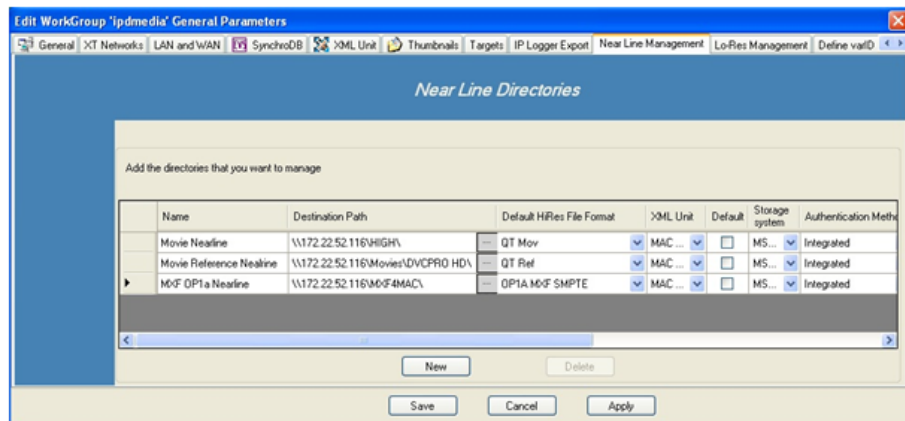 Edit WorkGroup 'ipdmedia' General Parameters
General XT Networks LAN and WAN SynchroDB XML Unit Thumbnails Targets IP Logger Export Near Line Management Lo-Res Management Define varID
Near Line Directories
Add the directories that you want to manage
Name Destination Path Default HiRes File Format XML Unit Default Storage system Authentication Metho
Movie Nearline \\172.22.52.116\HIGH\ ... QT Mov MAC ... MS... Integrated
Movie Reference Nealrine \\172.22.52.116\Movies\DVCPRO HD\ ... QT Ref MAC ... MS... Integrated
MXF OP1a Nearline \\172.22.52.116\MXF4MAC\ ... OP1A MXF SMPTE MAC ... MS... Integrated
New Delete
Save Cancel Apply